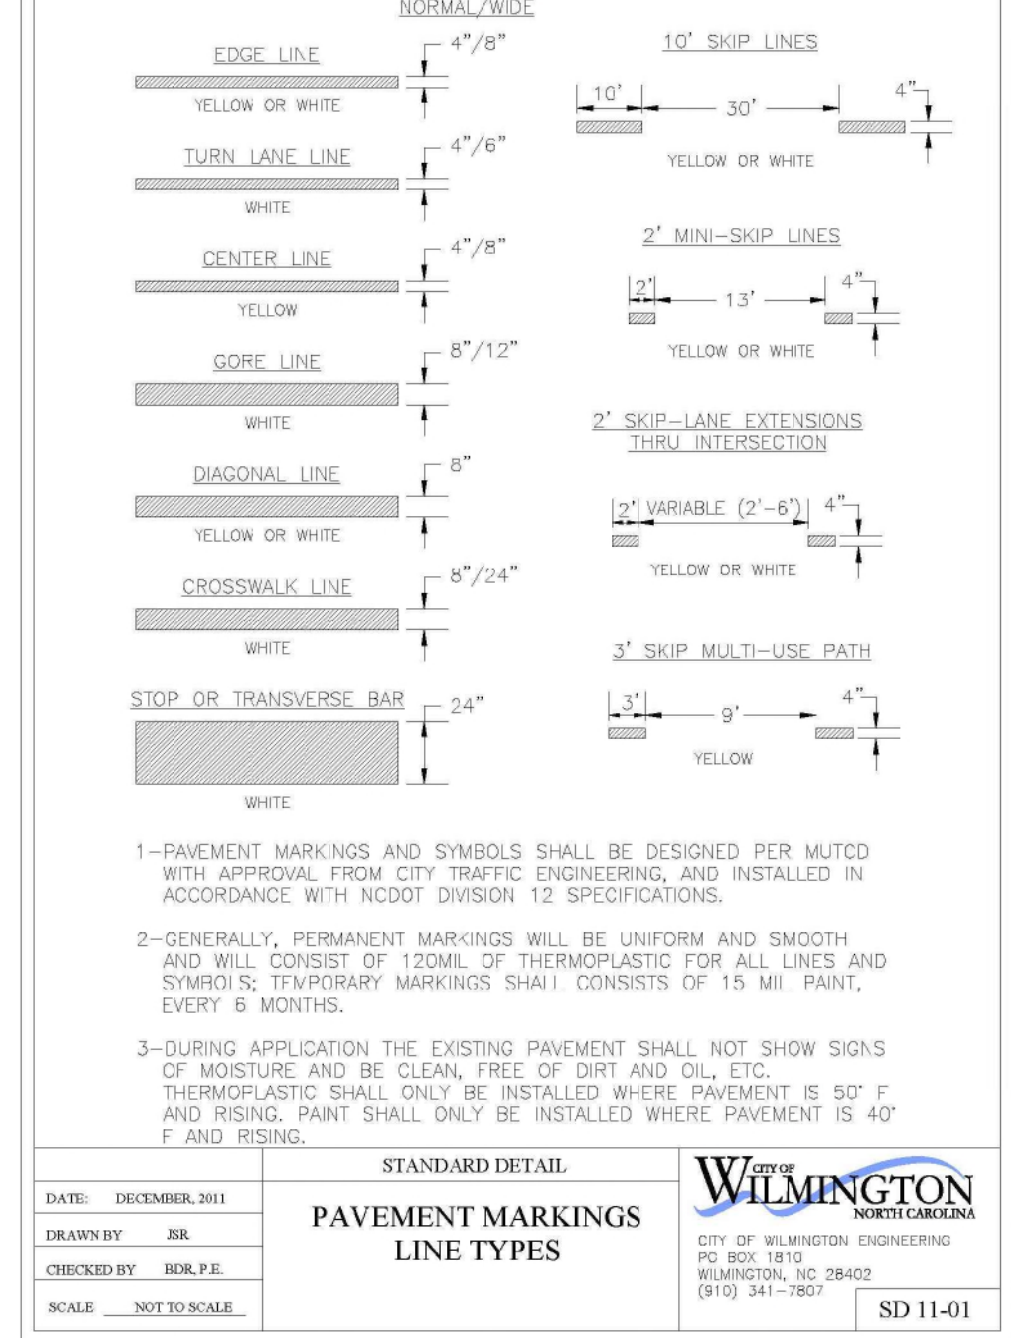 NORMAL/WIDE
EDGE LINE
4"/8"
YELLOW OR WHITE
TURN LANE LINE
4"/6"
WHITE
CENTER LINE
4"/8"
YELLOW
GORE LINE
8"/12"
WHITE
DIAGONAL LINE
8"
YELLOW OR WHITE
CROSSWALK LINE
8"/24"
WHITE
STOP OR TRANSVERSE BAR
24"
WHITE
10' SKIP LINES
10'
30'
4"
YELLOW OR WHITE
2' MINI-SKIP LINES
2'
13'
4"
YELLOW OR WHITE
2' SKIP-LANE EXTENSIONS
THRU INTERSECTION
2'
VARIABLE (2'-6')
4"
YELLOW OR WHITE
3' SKIP MULTI-USE PATH
3'
9'
4"
YELLOW
1-PAVEMENT MARKINGS AND SYMBOLS SHALL BE DESIGNED PER MUTCD
WITH APPROVAL FROM CITY TRAFFIC ENGINEERING, AND INSTALLED IN
ACCORDANCE WITH NCDOT DIVISION 12 SPECIFICATIONS.
2-GENERALLY, PERMANENT MARKINGS WILL BE UNIFORM AND SMOOTH
AND WILL CONSIST OF 120MIL OF THERMOPLASTIC FOR ALL LINES AND
SYMBOLS; TEMPORARY MARKINGS SHALL CONSISTS OF 15 MIL PAINT,
EVERY 6 MONTHS.
3-DURING APPLICATION THE EXISTING PAVEMENT SHALL NOT SHOW SIGNS
OF MOISTURE AND BE CLEAN, FREE OF DIRT AND OIL, ETC.
THERMOPLASTIC SHALL ONLY BE INSTALLED WHERE PAVEMENT IS 50° F
AND RISING. PAINT SHALL ONLY BE INSTALLED WHERE PAVEMENT IS 40°
F AND RISING.
DATE: DECEMBER, 2011
DRAWN BY JSR
CHECKED BY BDR, P.E.
SCALE NOT TO SCALE
STANDARD DETAIL
PAVEMENT MARKINGS
LINE TYPES
CITY OF
WILMINGTON
NORTH CAROLINA
CITY OF WILMINGTON ENGINEERING
PO BOX 1810
WILMINGTON, NC 28402
(910) 341-7807
SD 11-01